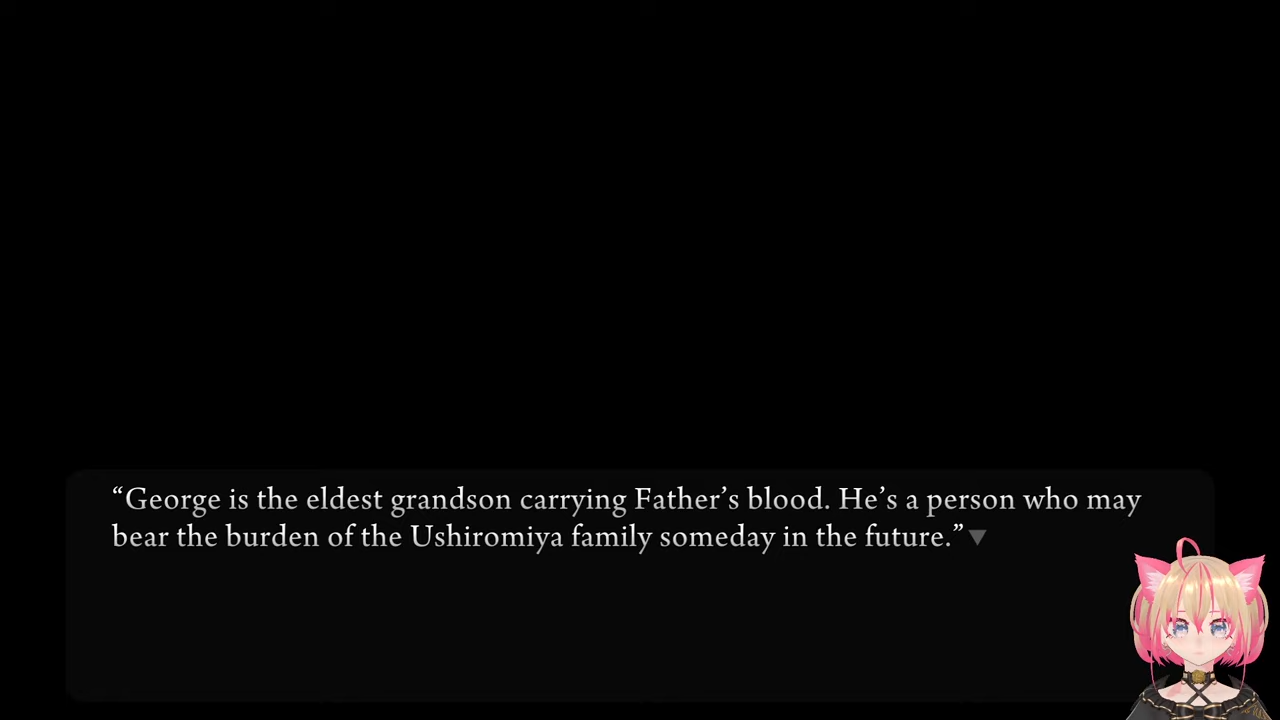 “George is the eldest grandson carrying Father’s blood. He’s a person who may
bear the burden of the Ushiromiya family someday in the future.”